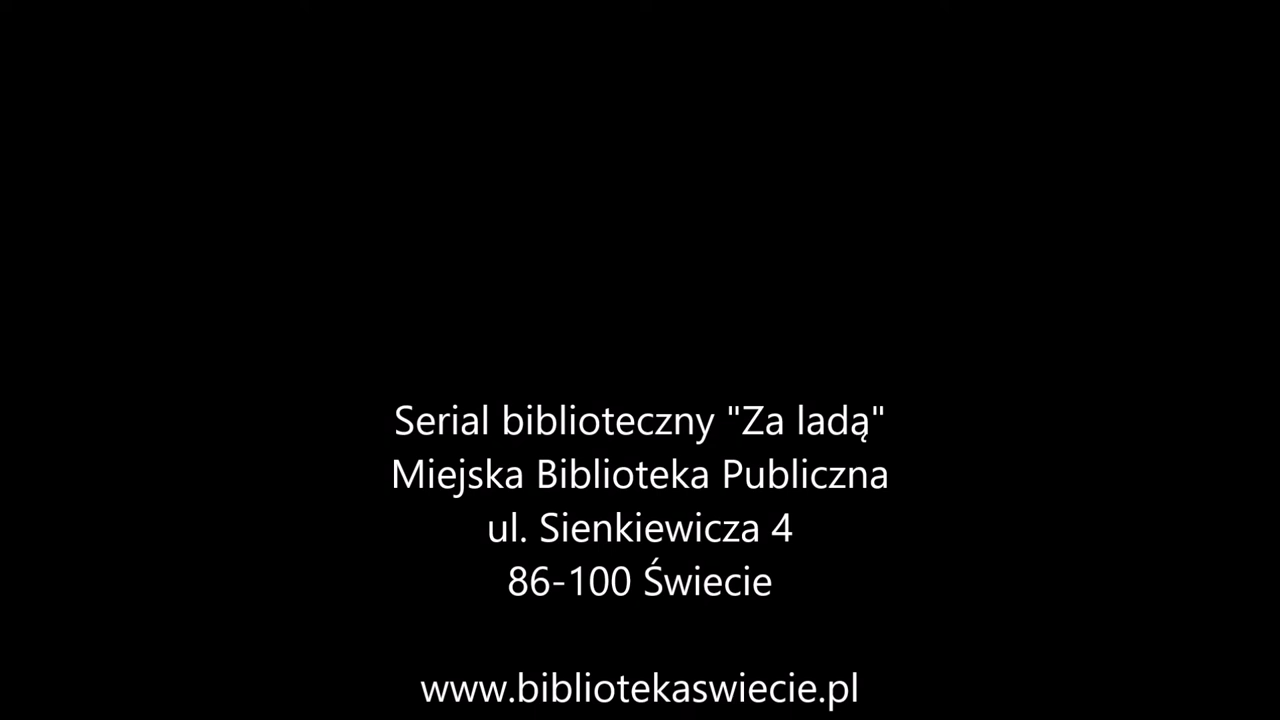 Serial biblioteczny "Za ladą"
Miejska Biblioteka Publiczna
ul. Sienkiewicza 4
86-100 Świecie
www.bibliotekaswiecie.pl